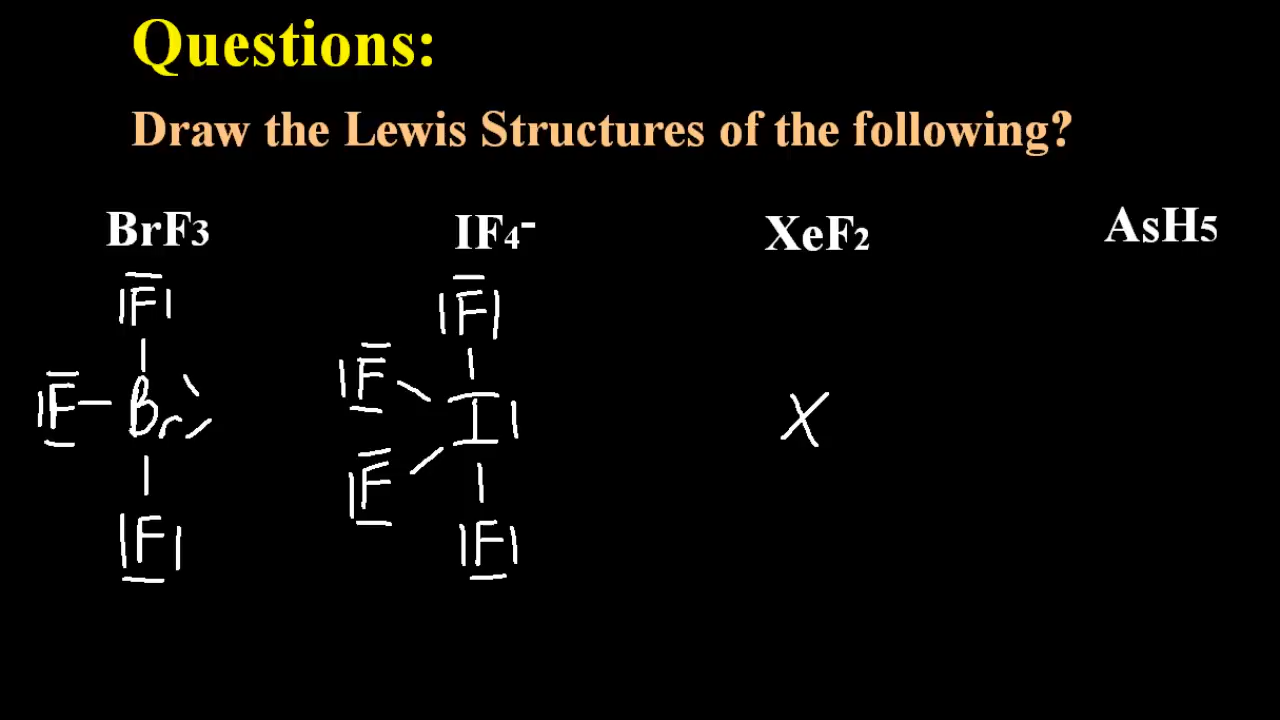 Questions:
Draw the Lewis Structures of the following?
BrF₃ IF₄⁻ XeF₂ AsH₅
F F
F
F Br I X
F
F F